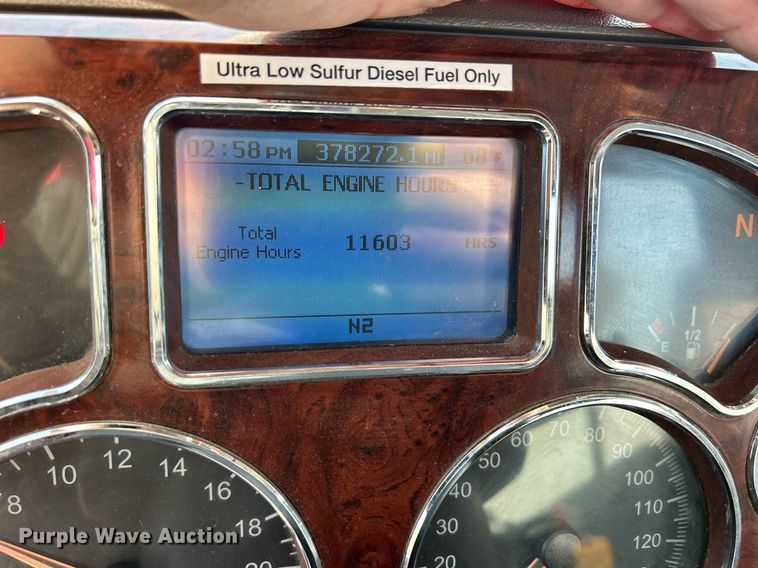 Ultra Low Sulfur Diesel Fuel Only
02:58 PM 378272.1 MI 68°F
-TOTAL ENGINE HOURS-
Total
Engine Hours 11603 HRS
N2
N
E 1/2
8 10 12 14 16 18 20
20 30 40 50 60 70 80 90 100 110 120
Purple Wave Auction